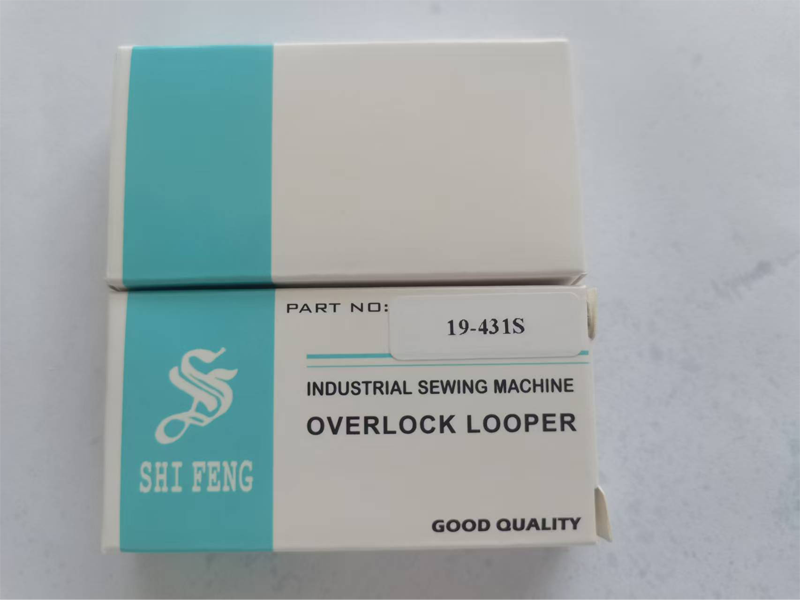 PART NO:
19-431S
INDUSTRIAL SEWING MACHINE
OVERLOCK LOOPER
S
SHI FENG
GOOD QUALITY